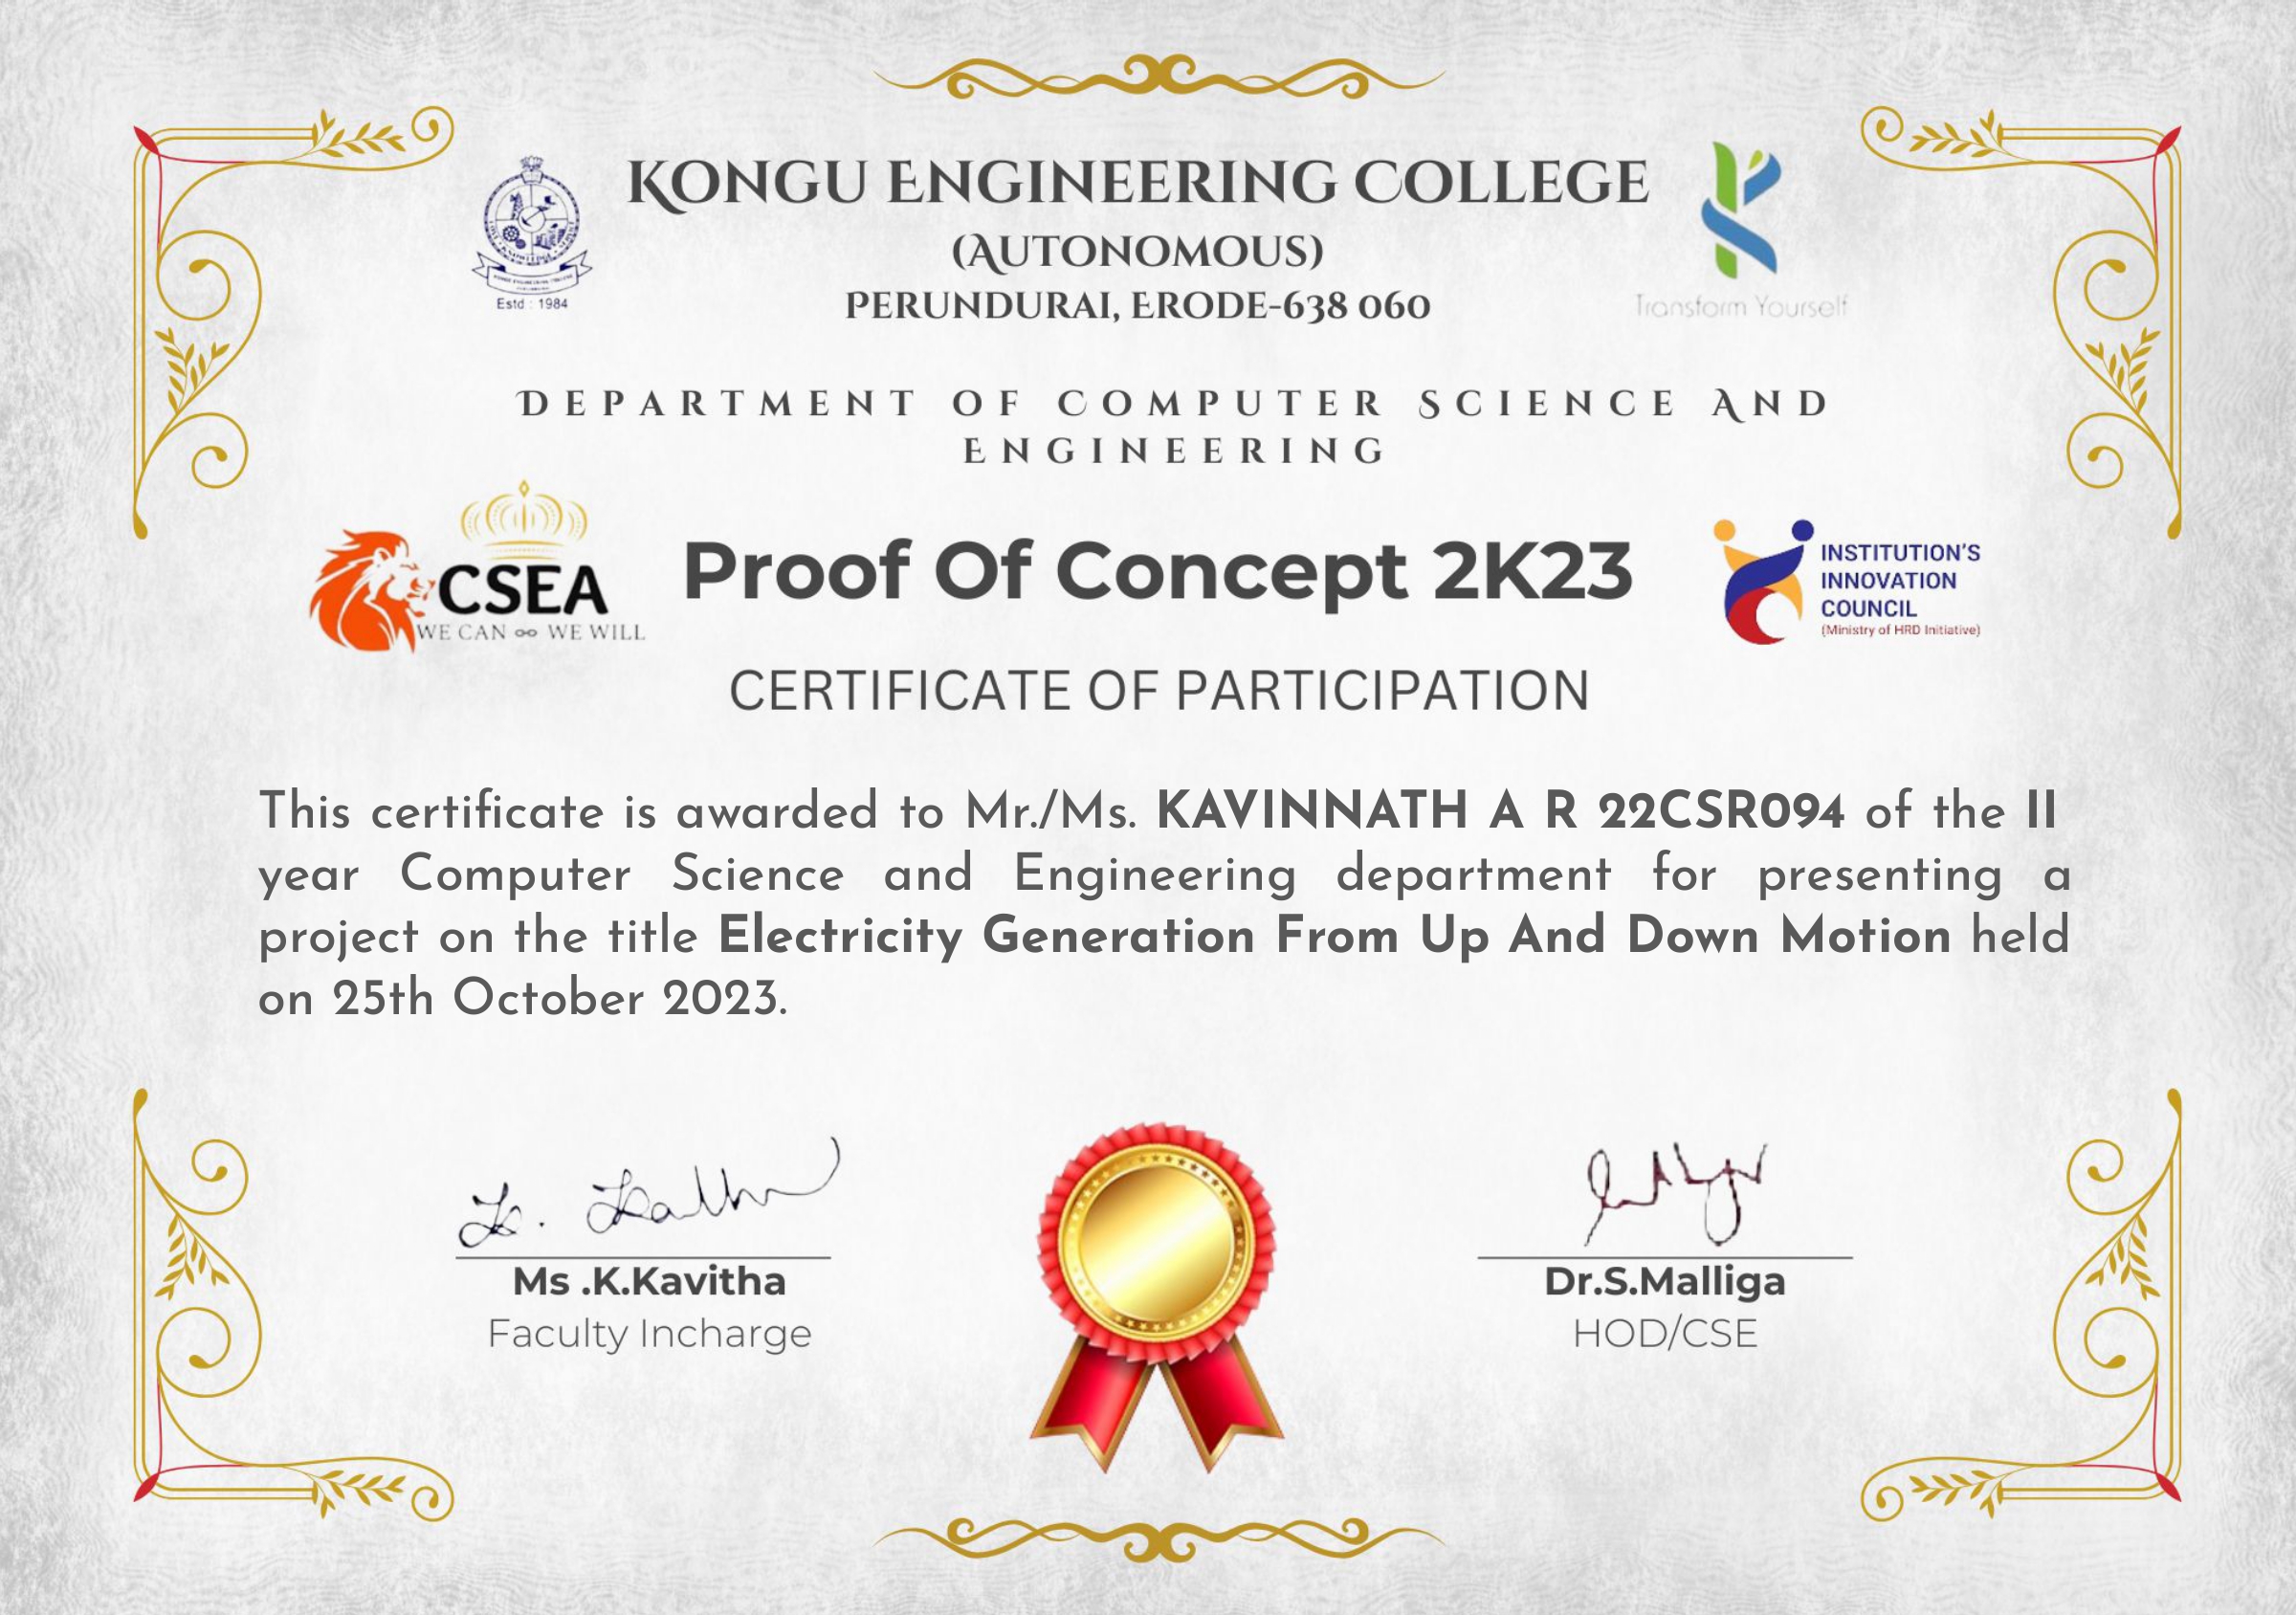 Kongu Engineering College
(Autonomous)
Perundurai, Erode-638 060
Estd : 1984
Transform Yourself
Department of Computer Science And
Engineering
CSEA
WE CAN ∞ WE WILL
Proof Of Concept 2K23
INSTITUTION'S
INNOVATION
COUNCIL
(Ministry of HRD Initiative)
CERTIFICATE OF PARTICIPATION
This certificate is awarded to Mr./Ms. KAVINNATH A R 22CSR094 of the II
year Computer Science and Engineering department for presenting a
project on the title Electricity Generation From Up And Down Motion held
on 25th October 2023.
Ms .K.Kavitha
Faculty Incharge
Dr.S.Malliga
HOD/CSE